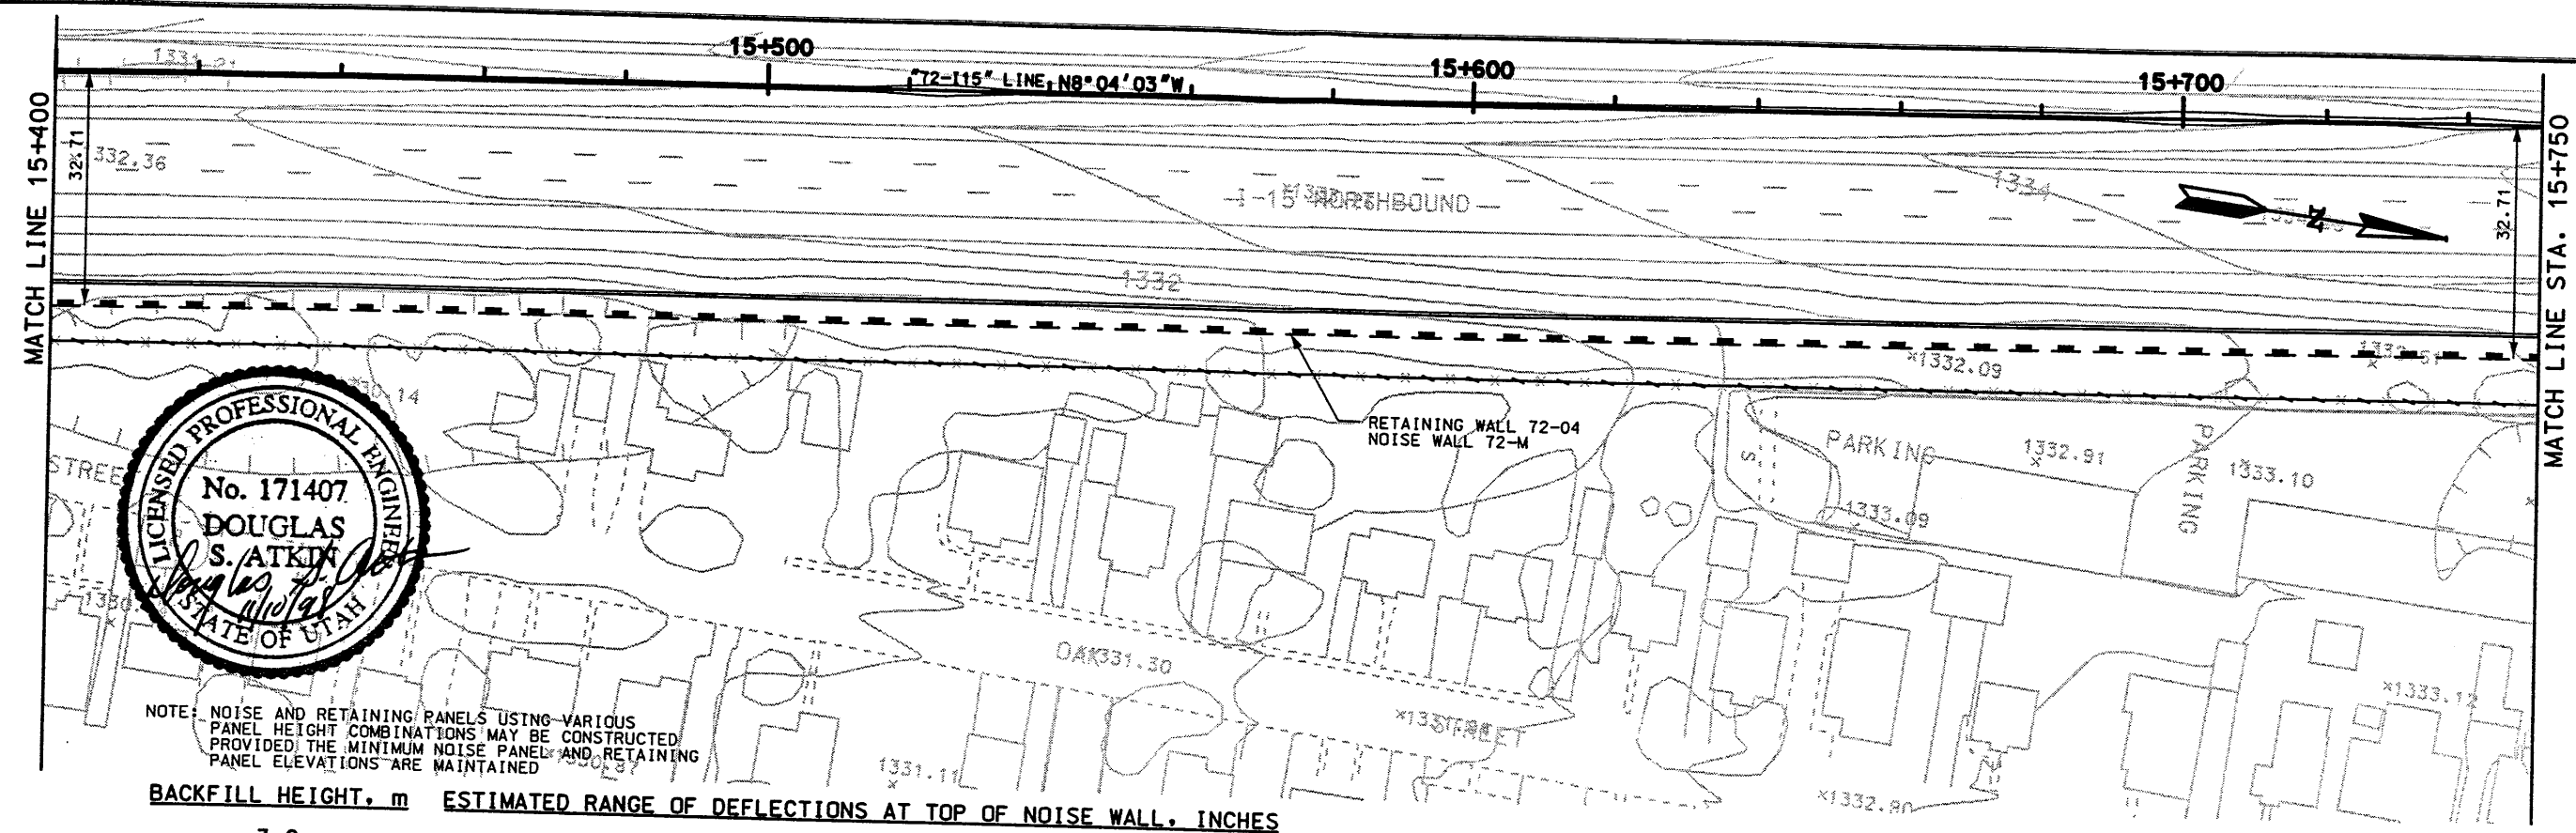 15+500
15+600
15+700
"72-I15" LINE, N8°04'03"W
MATCH LINE 15+400
32.71
332.36
1334
I-15 NORTHBOUND
N
32.71
MATCH LINE STA. 15+750
1332
×1332.09
RETAINING WALL 72-04
NOISE WALL 72-M
PARKING
1332.91
PARKING
1333.10
S
1333.09
LICENSED PROFESSIONAL ENGINEER
No. 171407
DOUGLAS
S. ATKIN
11/10/98
STATE OF UTAH
OAK
331.30
STREET
×1333.12
NOTE: NOISE AND RETAINING PANELS USING VARIOUS
PANEL HEIGHT COMBINATIONS MAY BE CONSTRUCTED
PROVIDED THE MINIMUM NOISE PANEL AND RETAINING
PANEL ELEVATIONS ARE MAINTAINED
1331.11
×1332.90
BACKFILL HEIGHT, m ESTIMATED RANGE OF DEFLECTIONS AT TOP OF NOISE WALL, INCHES